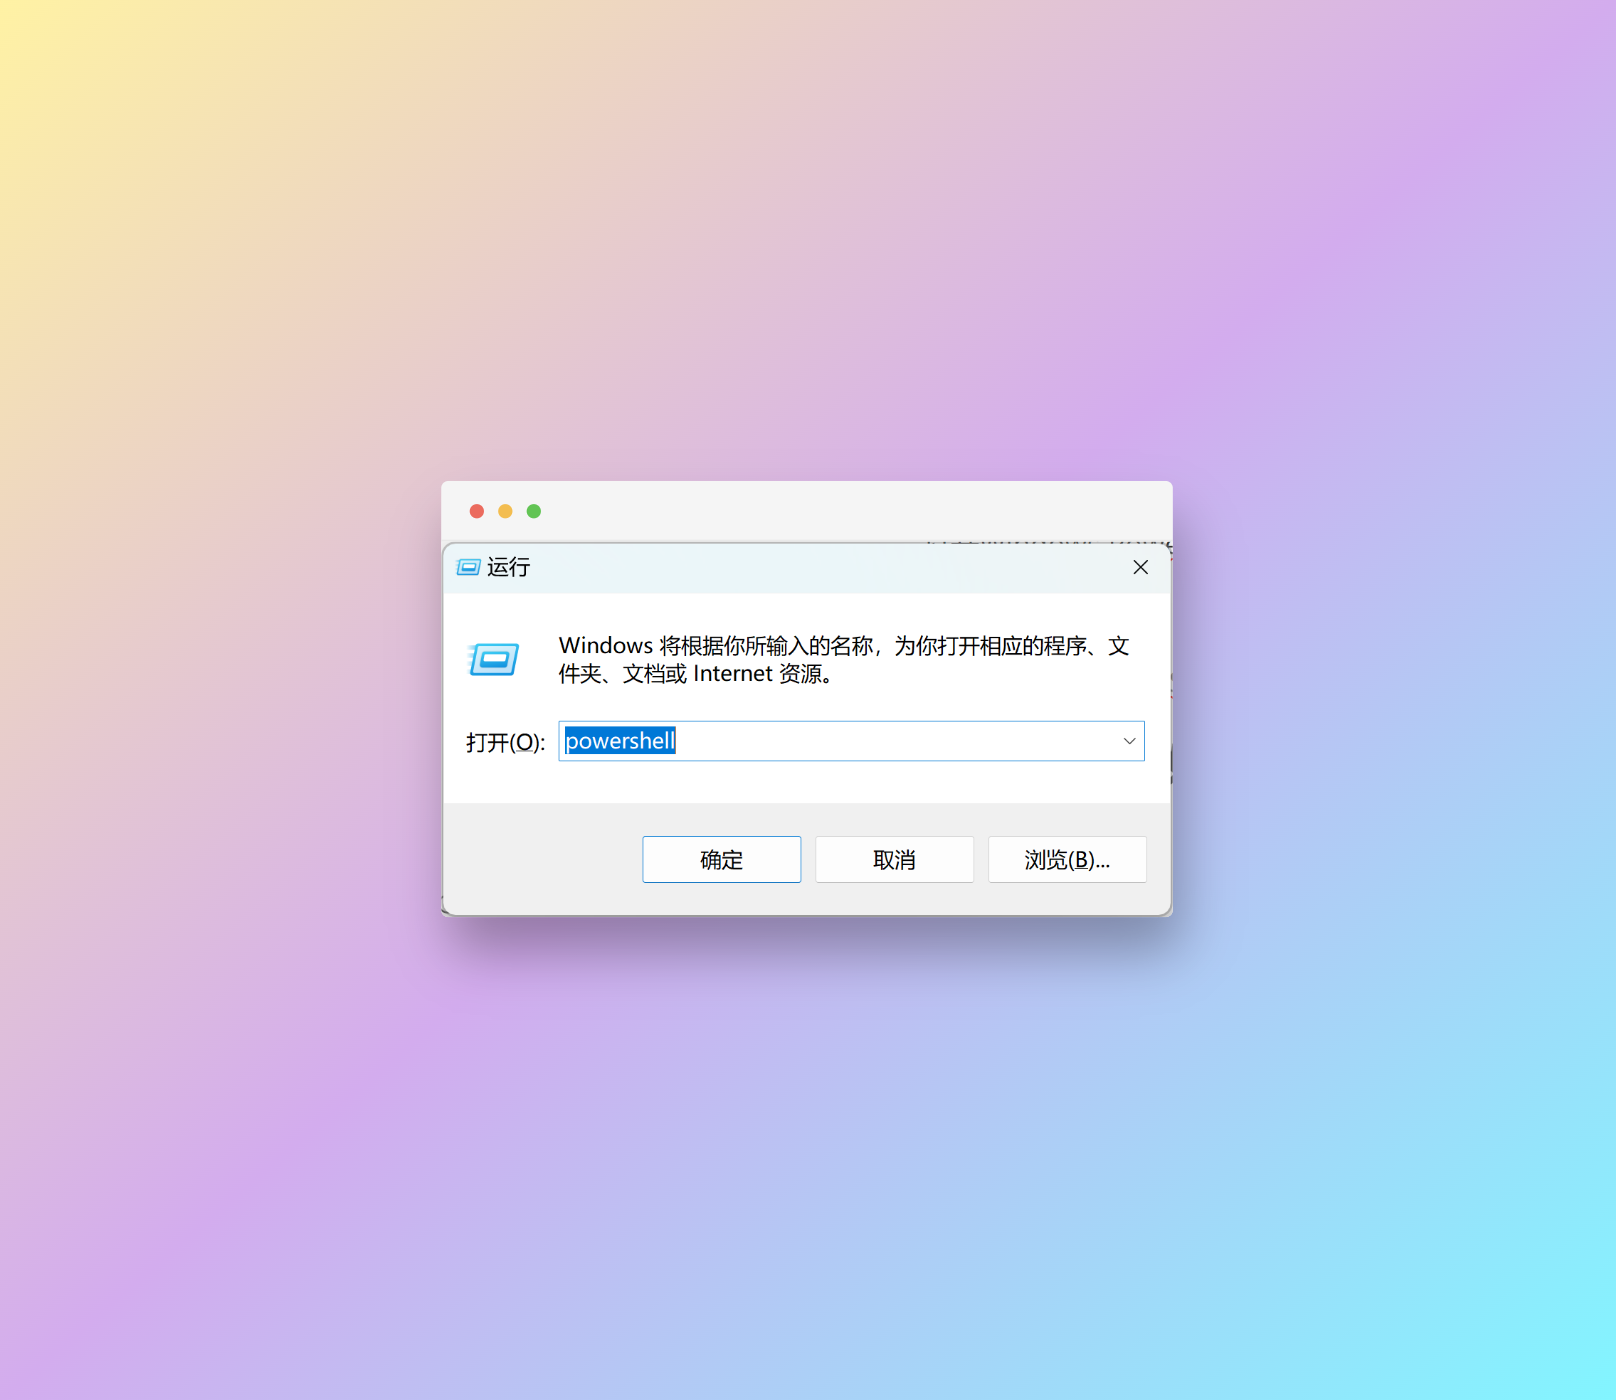 运行
Windows 将根据你所输入的名称，为你打开相应的程序、文
件夹、文档或 Internet 资源。
打开(O):
powershell
确定
取消
浏览(B)...